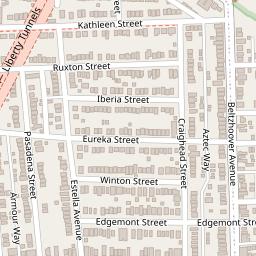 Kathleen Street
Liberty Tunnels
Ruxton Street
Iberia Street
Beltzhoover Avenue
Craighead Street
Aztec Way
Eureka Street
Pasadena Street
Estella Avenue
Winton Street
Armour Way
Edgemont Street
Edgemont Street